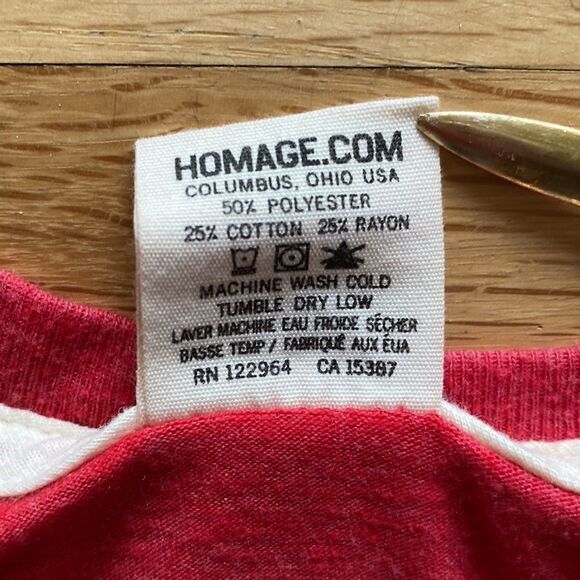 HOMAGE.COM
COLUMBUS, OHIO USA
50% POLYESTER
25% COTTON 25% RAYON
MACHINE WASH COLD
TUMBLE DRY LOW
LAVER MACHINE EAU FROIDE SÉCHER
BASSE TEMP / FABRIQUÉ AUX ÉUA
RN 122964 CA 15387